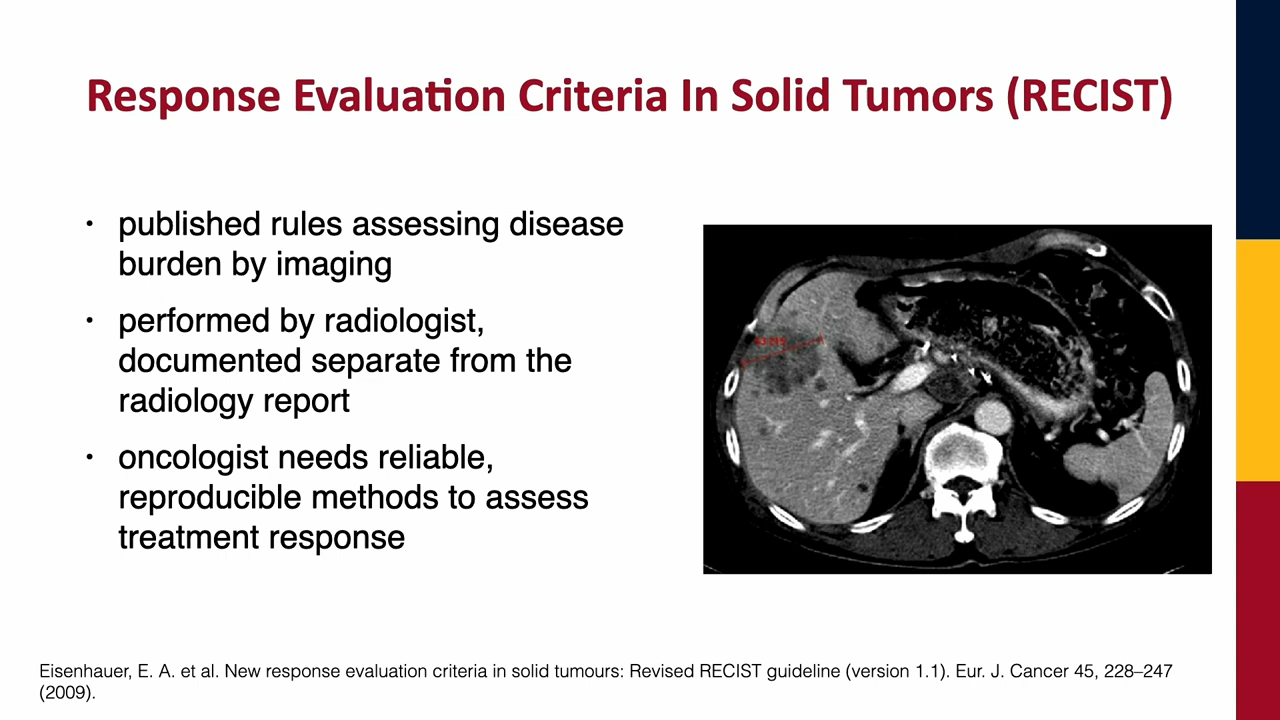 Response Evaluation Criteria In Solid Tumors (RECIST)
• published rules assessing disease
burden by imaging
• performed by radiologist,
documented separate from the
radiology report
• oncologist needs reliable,
reproducible methods to assess
treatment response
Eisenhauer, E. A. et al. New response evaluation criteria in solid tumours: Revised RECIST guideline (version 1.1). Eur. J. Cancer 45, 228–247
(2009).